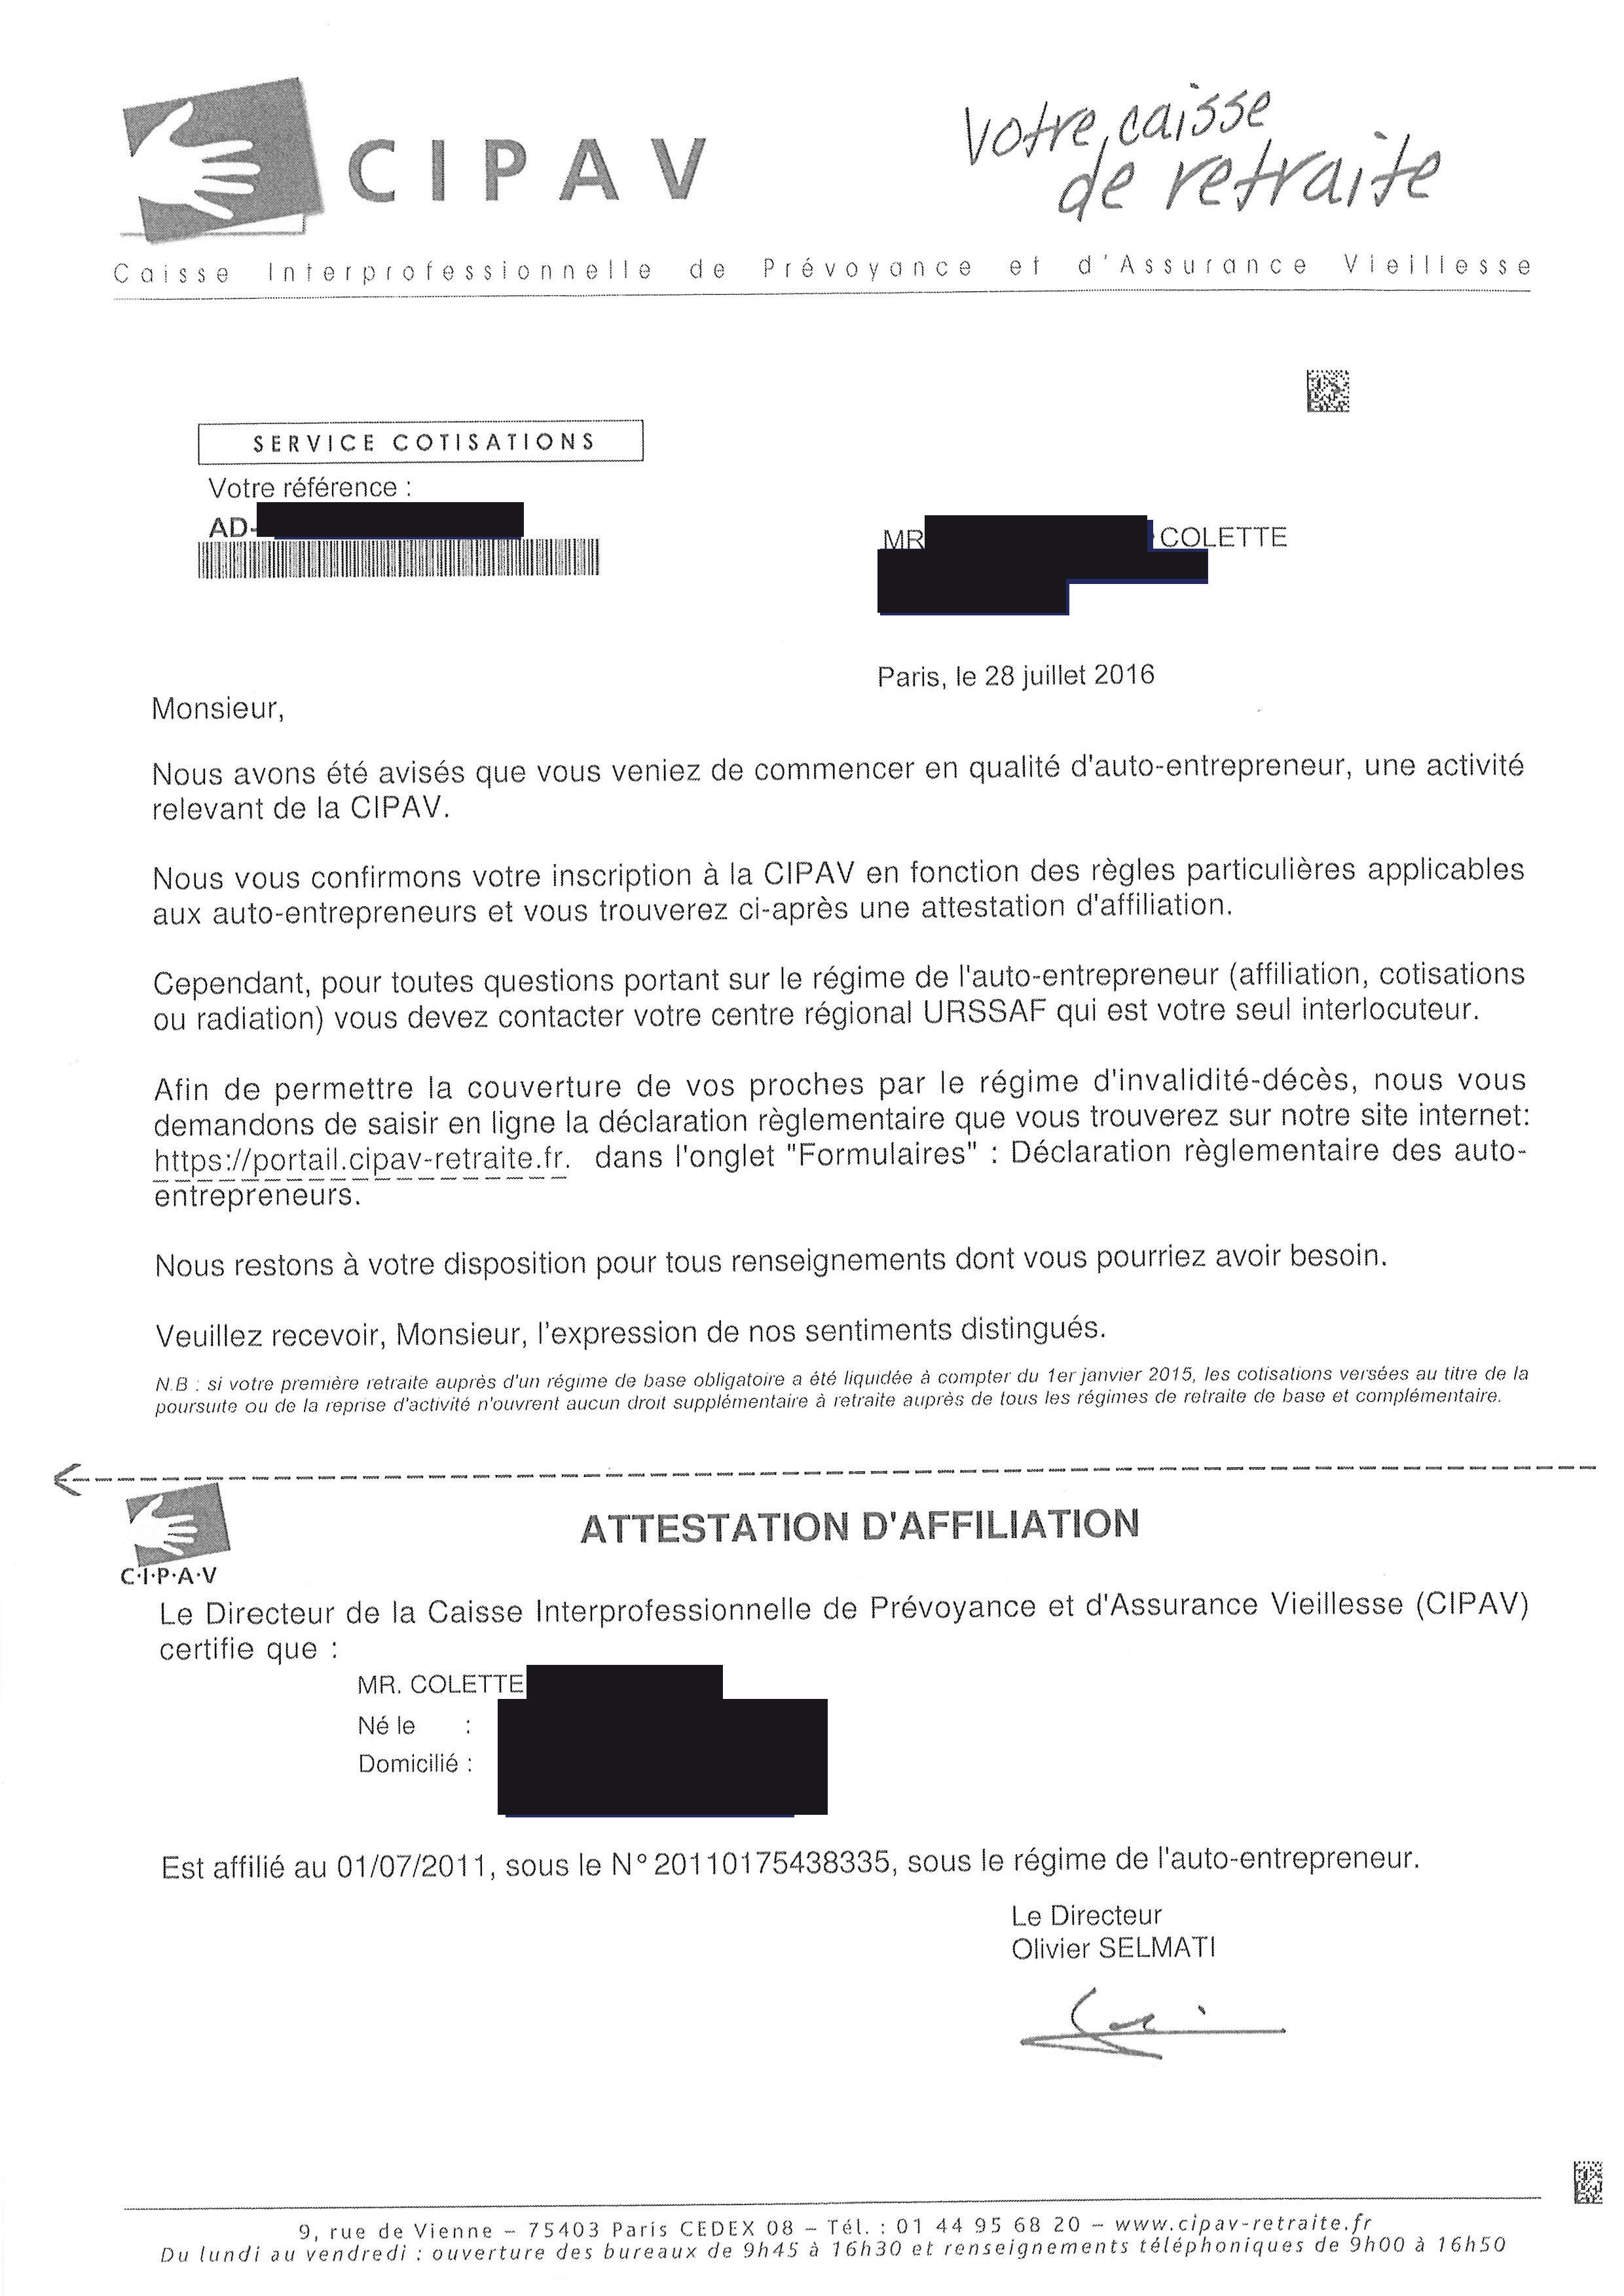 CIPAV
Votre caisse
de retraite
Caisse Interprofessionnelle de Prévoyance et d'Assurance Vieillesse
SERVICE COTISATIONS
Votre référence :
AD-
MR COLETTE
Paris, le 28 juillet 2016
Monsieur,
Nous avons été avisés que vous veniez de commencer en qualité d'auto-entrepreneur, une activité
relevant de la CIPAV.
Nous vous confirmons votre inscription à la CIPAV en fonction des règles particulières applicables
aux auto-entrepreneurs et vous trouverez ci-après une attestation d'affiliation.
Cependant, pour toutes questions portant sur le régime de l'auto-entrepreneur (affiliation, cotisations
ou radiation) vous devez contacter votre centre régional URSSAF qui est votre seul interlocuteur.
Afin de permettre la couverture de vos proches par le régime d'invalidité-décès, nous vous
demandons de saisir en ligne la déclaration règlementaire que vous trouverez sur notre site internet:
https://portail.cipav-retraite.fr. dans l'onglet "Formulaires" : Déclaration règlementaire des auto-
entrepreneurs.
Nous restons à votre disposition pour tous renseignements dont vous pourriez avoir besoin.
Veuillez recevoir, Monsieur, l'expression de nos sentiments distingués.
N.B : si votre première retraite auprès d'un régime de base obligatoire a été liquidée à compter du 1er janvier 2015, les cotisations versées au titre de la
poursuite ou de la reprise d'activité n'ouvrent aucun droit supplémentaire à retraite auprès de tous les régimes de retraite de base et complémentaire.
C·I·P·A·V
ATTESTATION D'AFFILIATION
Le Directeur de la Caisse Interprofessionnelle de Prévoyance et d'Assurance Vieillesse (CIPAV)
certifie que :
MR. COLETTE
Né le :
Domicilié :
Est affilié au 01/07/2011, sous le N° 20110175438335, sous le régime de l'auto-entrepreneur.
Le Directeur
Olivier SELMATI
9, rue de Vienne – 75403 Paris CEDEX 08 – Tél. : 01 44 95 68 20 – www.cipav-retraite.fr
Du lundi au vendredi : ouverture des bureaux de 9h45 à 16h30 et renseignements téléphoniques de 9h00 à 16h50